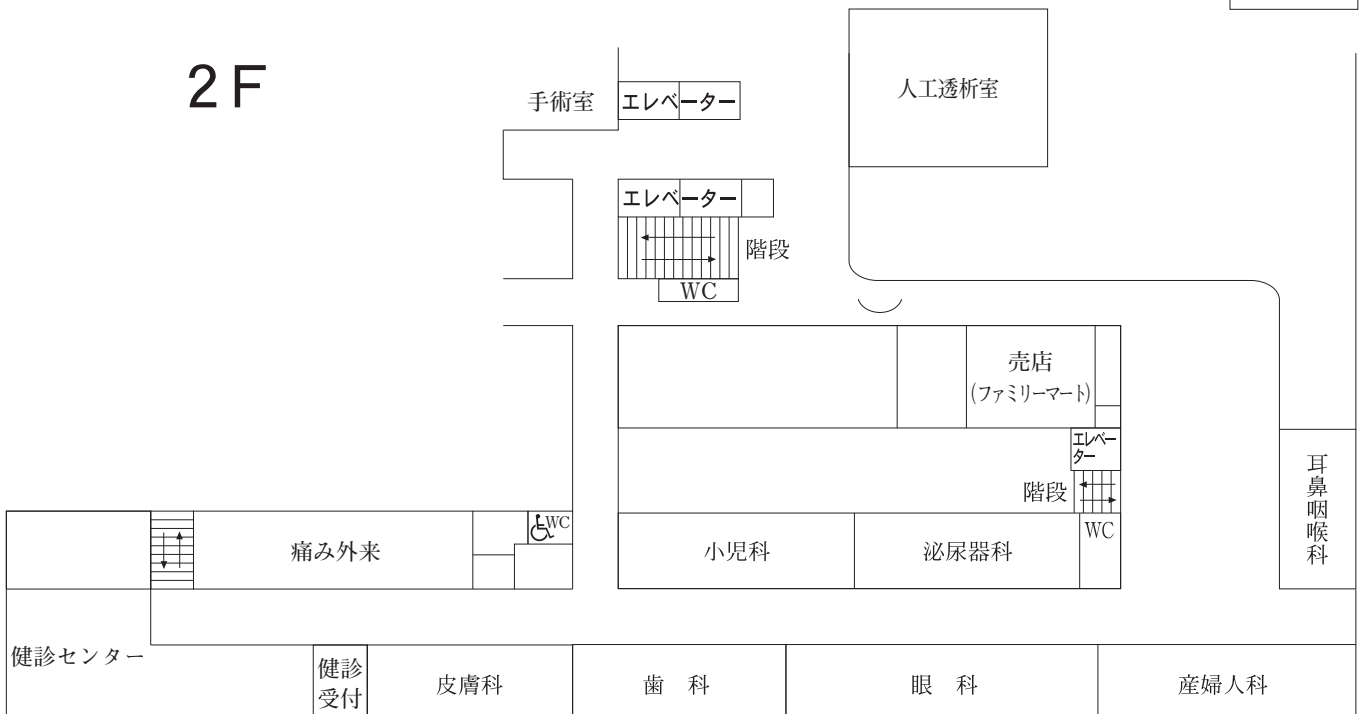 2F
手術室
エレベーター
人工透析室
エレベーター
階段
WC
売店
(ファミリーマート)
エレベー
ター
階段
耳鼻咽喉科
WC
痛み外来
小児科
泌尿器科
WC
健診センター
健診
受付
皮膚科
歯 科
眼 科
産婦人科